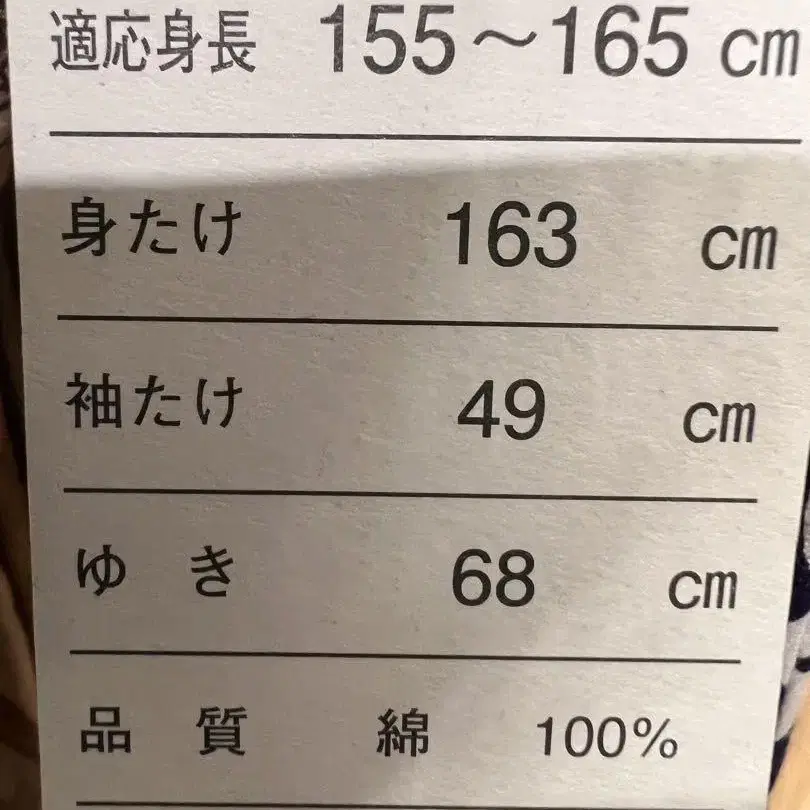 適応身長 155～165 cm
身たけ 163 cm
袖たけ 49 cm
ゆき 68 cm
品質 綿 100%